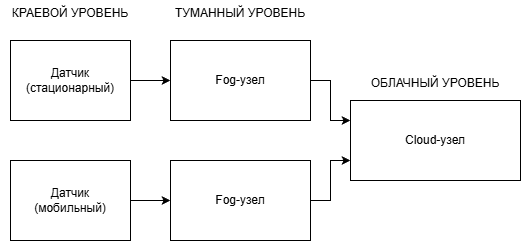 КРАЕВОЙ УРОВЕНЬ
ТУМАННЫЙ УРОВЕНЬ
Датчик
(стационарный)
Fog-узел
ОБЛАЧНЫЙ УРОВЕНЬ
Cloud-узел
Датчик
(мобильный)
Fog-узел